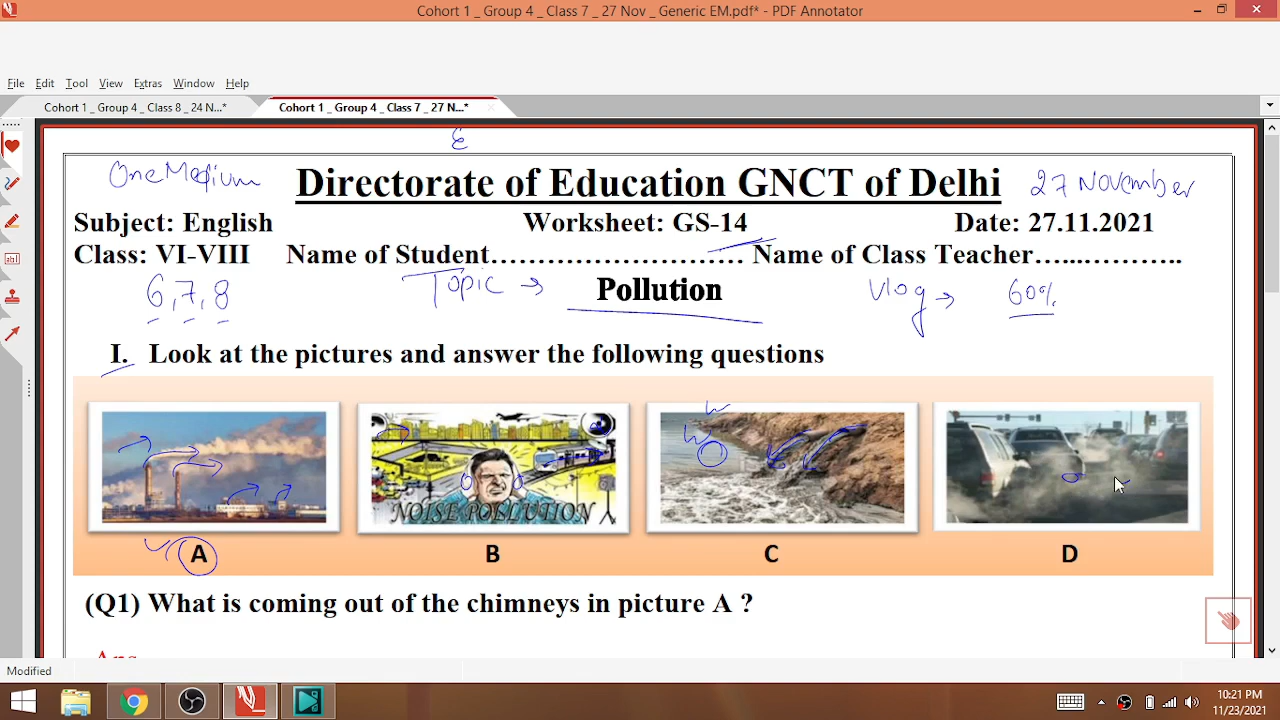 Cohort 1 _ Group 4 _ Class 7 _ 27 Nov _ Generic EM.pdf* - PDF Annotator
File Edit Tool View Extras Window Help
Cohort 1 _ Group 4 _ Class 8 _ 24 N...*
Cohort 1 _ Group 4 _ Class 7 _ 27 N...*
One Medium
Directorate of Education GNCT of Delhi
27 November
Subject: English Worksheet: GS-14 Date: 27.11.2021
Class: VI-VIII Name of Student……………………… Name of Class Teacher…...………..
6, 7, 8 Topic → Pollution Vlog → 60%
I. Look at the pictures and answer the following questions
NOISE POLLUTION
A B C D
(Q1) What is coming out of the chimneys in picture A ?
Modified
10:21 PM
11/23/2021